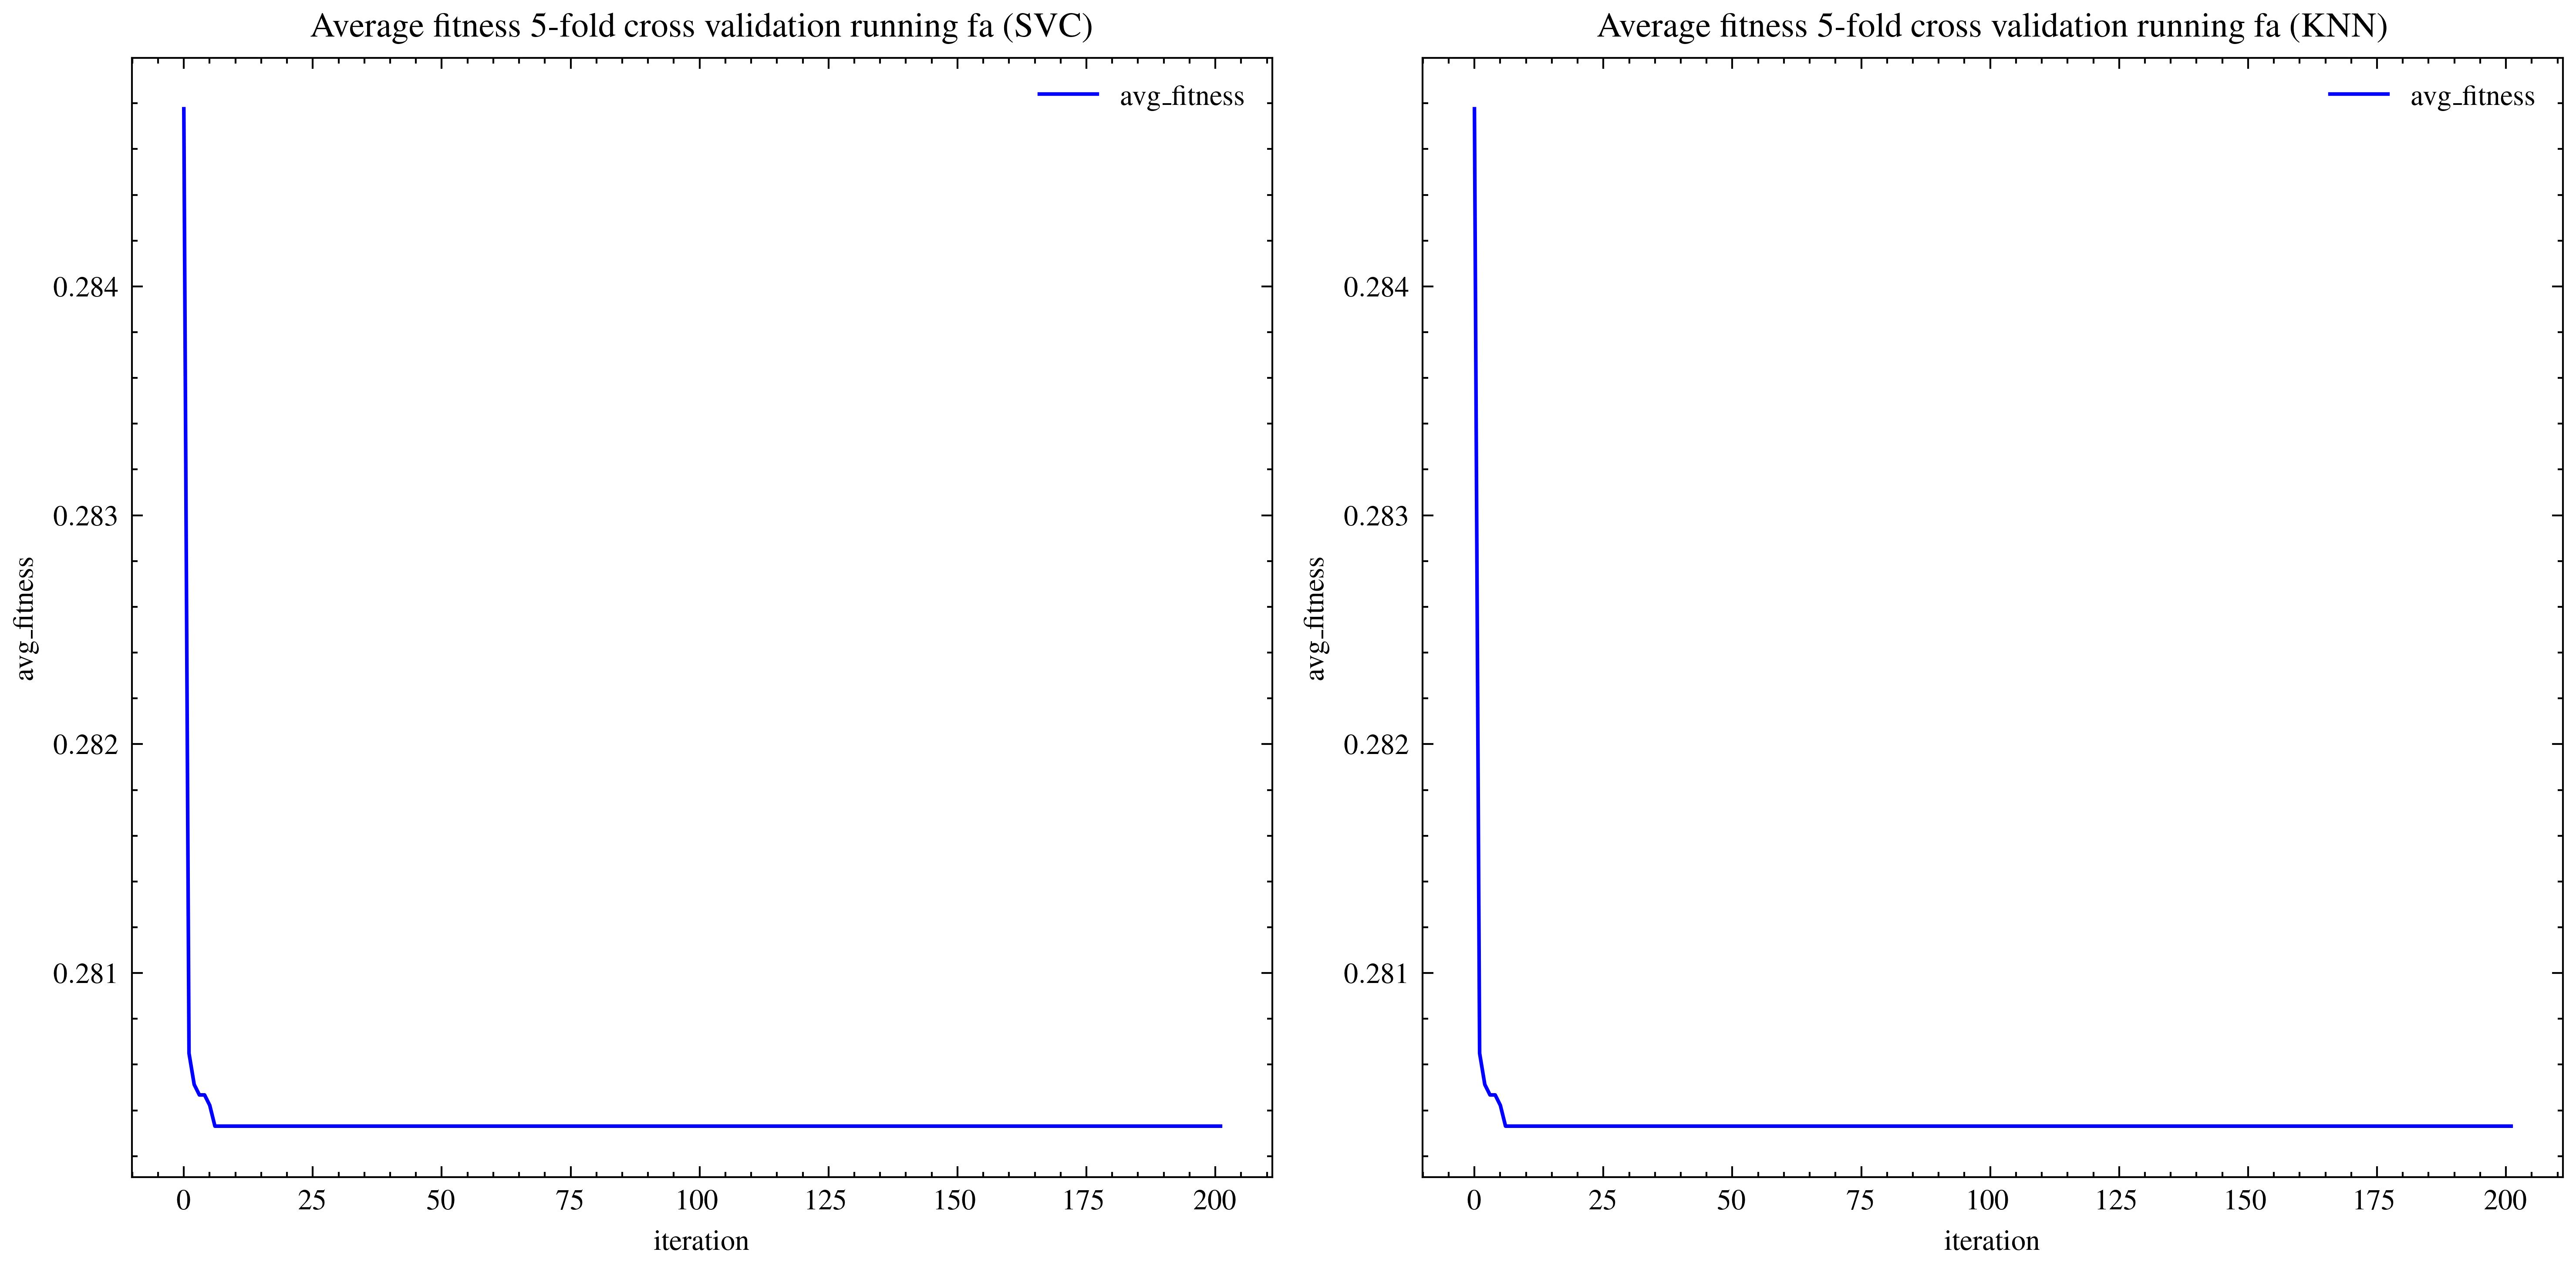 Average fitness 5-fold cross validation running fa (SVC)
avg_fitness
0.284
0.283
0.282
0.281
avg_fitness
0 25 50 75 100 125 150 175 200
iteration
Average fitness 5-fold cross validation running fa (KNN)
avg_fitness
0.284
0.283
0.282
0.281
avg_fitness
0 25 50 75 100 125 150 175 200
iteration